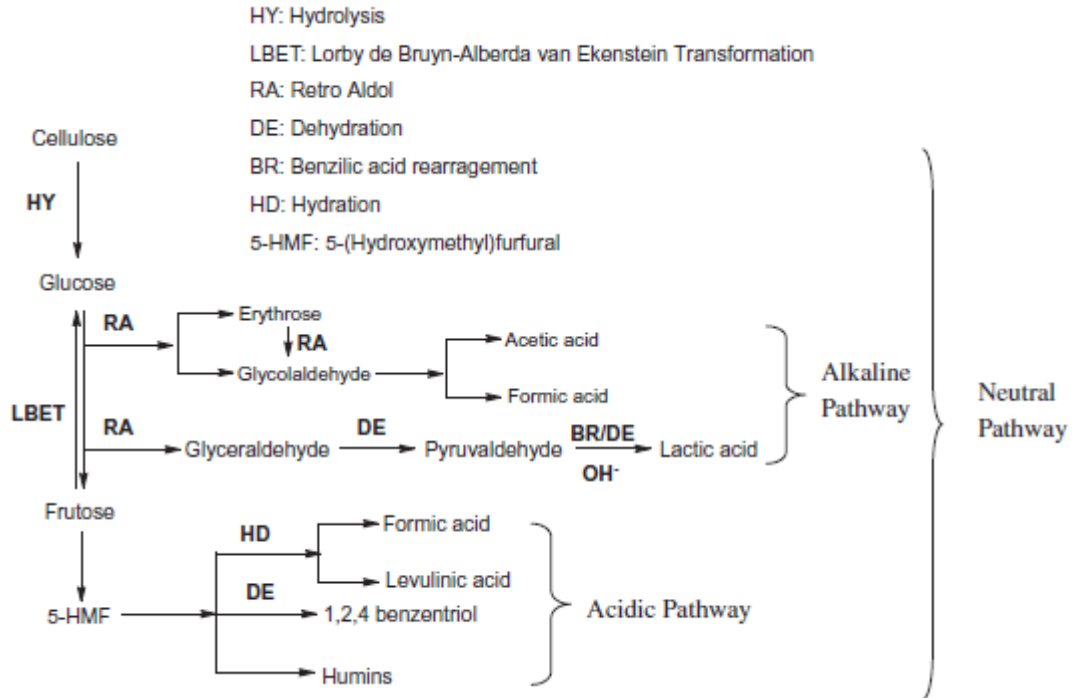 HY: Hydrolysis
LBET: Lorby de Bruyn-Alberda van Ekenstein Transformation
RA: Retro Aldol
DE: Dehydration
BR: Benzilic acid rearragement
HD: Hydration
5-HMF: 5-(Hydroxymethyl)furfural
Cellulose
HY
Glucose
RA
Erythrose
RA
Glycolaldehyde
Acetic acid
Formic acid
Alkaline
Pathway
Neutral
Pathway
LBET
RA
Glyceraldehyde
DE
Pyruvaldehyde
BR/DE
OH-
Lactic acid
Frutose
5-HMF
HD
Formic acid
Levulinic acid
DE
1,2,4 benzentriol
Humins
Acidic Pathway